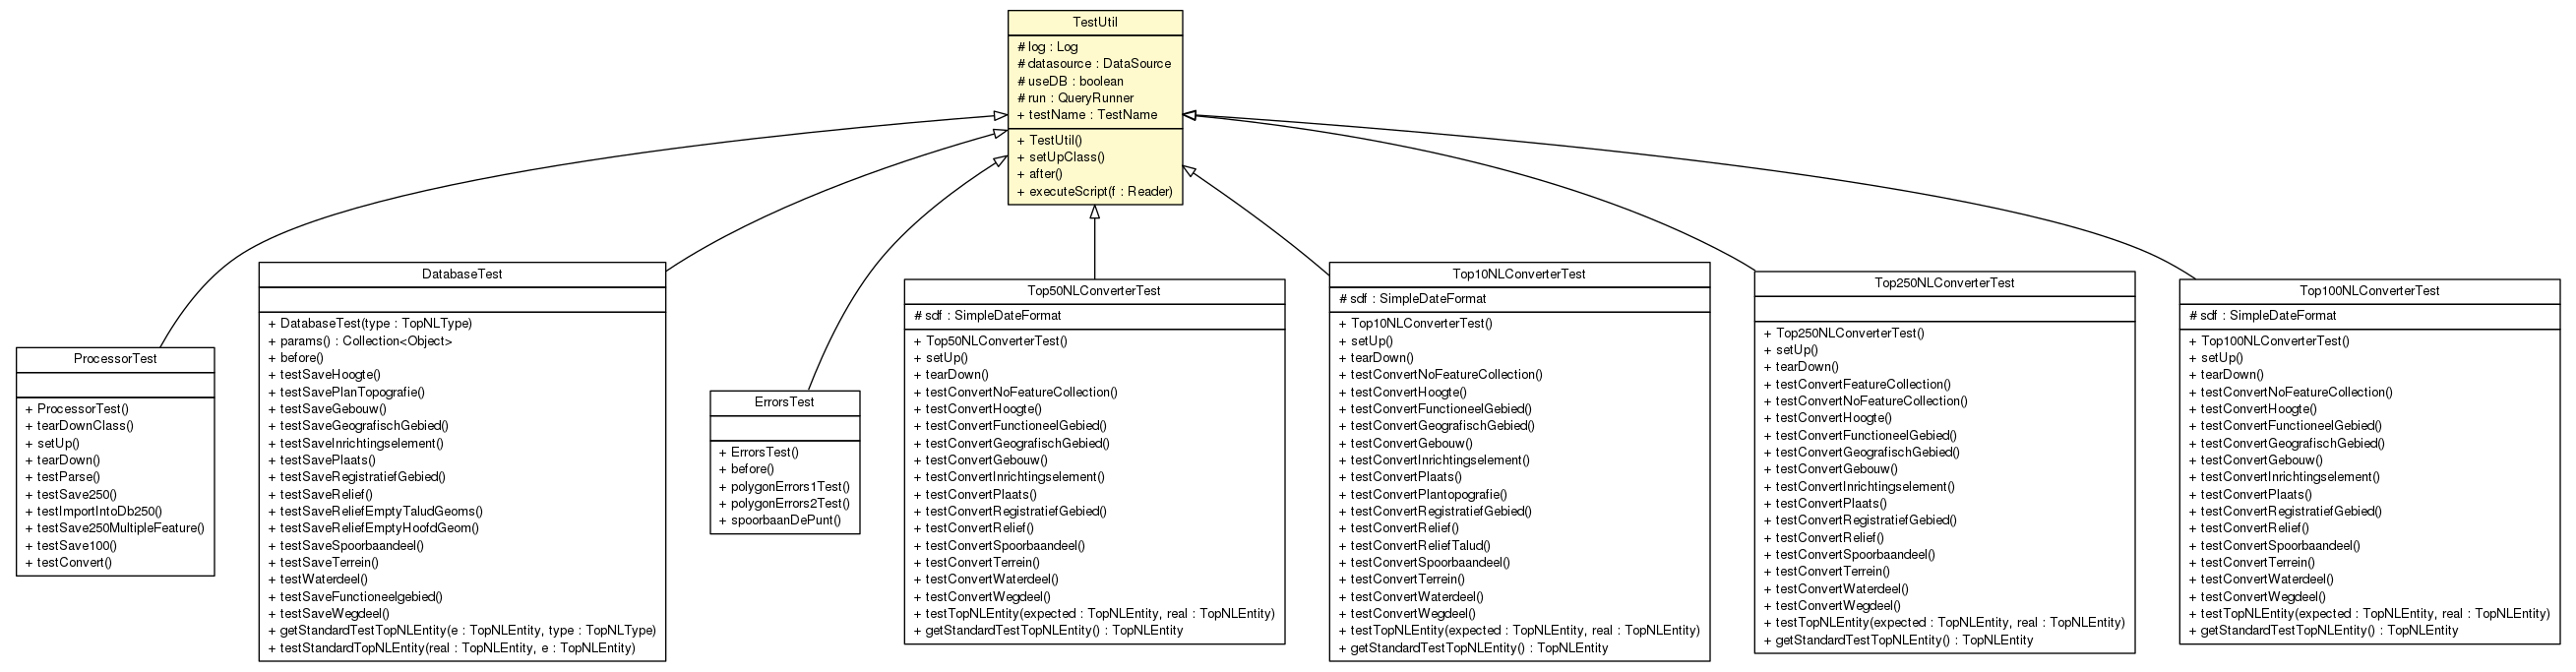 TestUtil
# log : Log
# datasource : DataSource
# useDB : boolean
# run : QueryRunner
+ testName : TestName
+ TestUtil()
+ setUpClass()
+ after()
+ executeScript(f : Reader)
ProcessorTest
+ ProcessorTest()
+ tearDownClass()
+ setUp()
+ tearDown()
+ testParse()
+ testSave250()
+ testImportIntoDb250()
+ testSave250MultipleFeature()
+ testSave100()
+ testConvert()
DatabaseTest
+ DatabaseTest(type : TopNLType)
+ params() : Collection<Object>
+ before()
+ testSaveHoogte()
+ testSavePlanTopografie()
+ testSaveGebouw()
+ testSaveGeografischGebied()
+ testSaveInrichtingselement()
+ testSavePlaats()
+ testSaveRegistratiefGebied()
+ testSaveRelief()
+ testSaveReliefEmptyTaludGeoms()
+ testSaveReliefEmptyHoofdGeom()
+ testSaveSpoorbaandeel()
+ testSaveTerrein()
+ testWaterdeel()
+ testSaveFunctioneelgebied()
+ testSaveWegdeel()
+ getStandardTestTopNLEntity(e : TopNLEntity, type : TopNLType)
+ testStandardTopNLEntity(real : TopNLEntity, e : TopNLEntity)
ErrorsTest
+ ErrorsTest()
+ before()
+ polygonErrors1Test()
+ polygonErrors2Test()
+ spoorbaanDePunt()
Top50NLConverterTest
# sdf : SimpleDateFormat
+ Top50NLConverterTest()
+ setUp()
+ tearDown()
+ testConvertNoFeatureCollection()
+ testConvertHoogte()
+ testConvertFunctioneelGebied()
+ testConvertGeografischGebied()
+ testConvertGebouw()
+ testConvertInrichtingselement()
+ testConvertPlaats()
+ testConvertRegistratiefGebied()
+ testConvertRelief()
+ testConvertSpoorbaandeel()
+ testConvertTerrein()
+ testConvertWaterdeel()
+ testConvertWegdeel()
+ testTopNLEntity(expected : TopNLEntity, real : TopNLEntity)
+ getStandardTestTopNLEntity() : TopNLEntity
Top10NLConverterTest
# sdf : SimpleDateFormat
+ Top10NLConverterTest()
+ setUp()
+ tearDown()
+ testConvertNoFeatureCollection()
+ testConvertHoogte()
+ testConvertFunctioneelGebied()
+ testConvertGeografischGebied()
+ testConvertGebouw()
+ testConvertInrichtingselement()
+ testConvertPlaats()
+ testConvertPlantopografie()
+ testConvertRegistratiefGebied()
+ testConvertRelief()
+ testConvertReliefTalud()
+ testConvertSpoorbaandeel()
+ testConvertTerrein()
+ testConvertWaterdeel()
+ testConvertWegdeel()
+ testTopNLEntity(expected : TopNLEntity, real : TopNLEntity)
+ getStandardTestTopNLEntity() : TopNLEntity
Top250NLConverterTest
+ Top250NLConverterTest()
+ setUp()
+ tearDown()
+ testConvertFeatureCollection()
+ testConvertNoFeatureCollection()
+ testConvertHoogte()
+ testConvertFunctioneelGebied()
+ testConvertGeografischGebied()
+ testConvertGebouw()
+ testConvertInrichtingselement()
+ testConvertPlaats()
+ testConvertRegistratiefGebied()
+ testConvertRelief()
+ testConvertSpoorbaandeel()
+ testConvertTerrein()
+ testConvertWaterdeel()
+ testConvertWegdeel()
+ testTopNLEntity(expected : TopNLEntity, real : TopNLEntity)
+ getStandardTestTopNLEntity() : TopNLEntity
Top100NLConverterTest
# sdf : SimpleDateFormat
+ Top100NLConverterTest()
+ setUp()
+ tearDown()
+ testConvertNoFeatureCollection()
+ testConvertHoogte()
+ testConvertFunctioneelGebied()
+ testConvertGeografischGebied()
+ testConvertGebouw()
+ testConvertInrichtingselement()
+ testConvertPlaats()
+ testConvertRegistratiefGebied()
+ testConvertRelief()
+ testConvertSpoorbaandeel()
+ testConvertTerrein()
+ testConvertWaterdeel()
+ testConvertWegdeel()
+ testTopNLEntity(expected : TopNLEntity, real : TopNLEntity)
+ getStandardTestTopNLEntity() : TopNLEntity